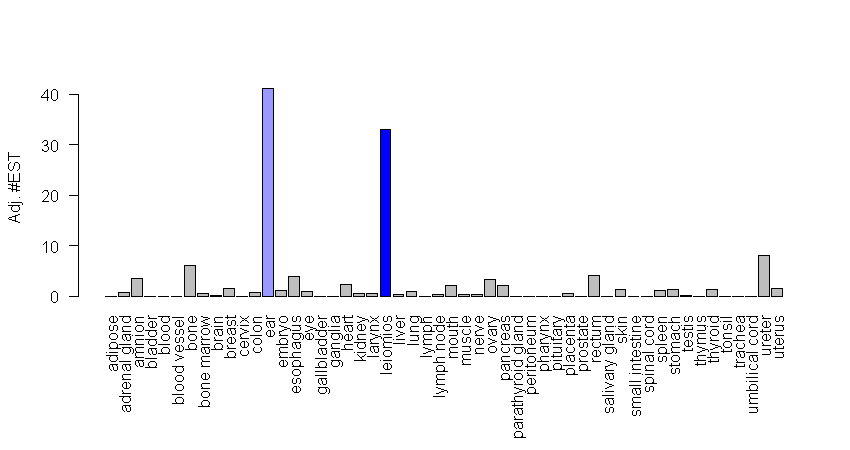 Adj. #EST
40
30
20
10
0
adipose
adrenal gland
amnion
bladder
blood
blood vessel
bone
bone marrow
brain
breast
cervix
colon
ear
embryo
esophagus
eye
gallbladder
ganglia
heart
kidney
larynx
leiomios
liver
lung
lymph
lymph node
mouth
muscle
nerve
ovary
pancreas
parathyroid gland
peritoneum
pharynx
pituitary
placenta
prostate
rectum
salivary gland
skin
small intestine
spinal cord
spleen
stomach
testis
thymus
thyroid
tonsil
trachea
umbilical cord
ureter
uterus